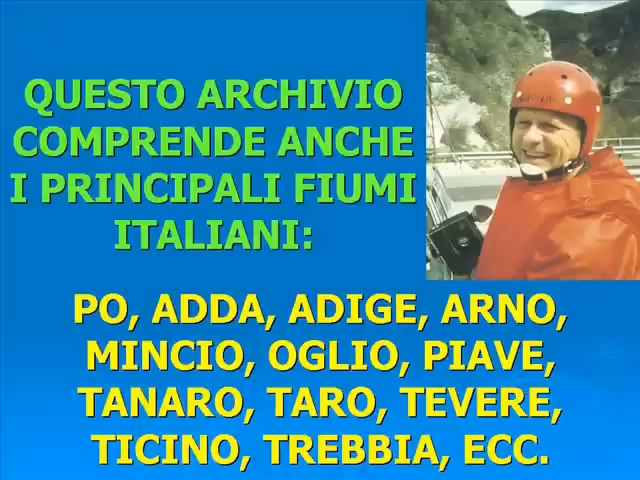 QUESTO ARCHIVIO
COMPRENDE ANCHE
I PRINCIPALI FIUMI
ITALIANI:
PO, ADDA, ADIGE, ARNO,
MINCIO, OGLIO, PIAVE,
TANARO, TARO, TEVERE,
TICINO, TREBBIA, ECC.